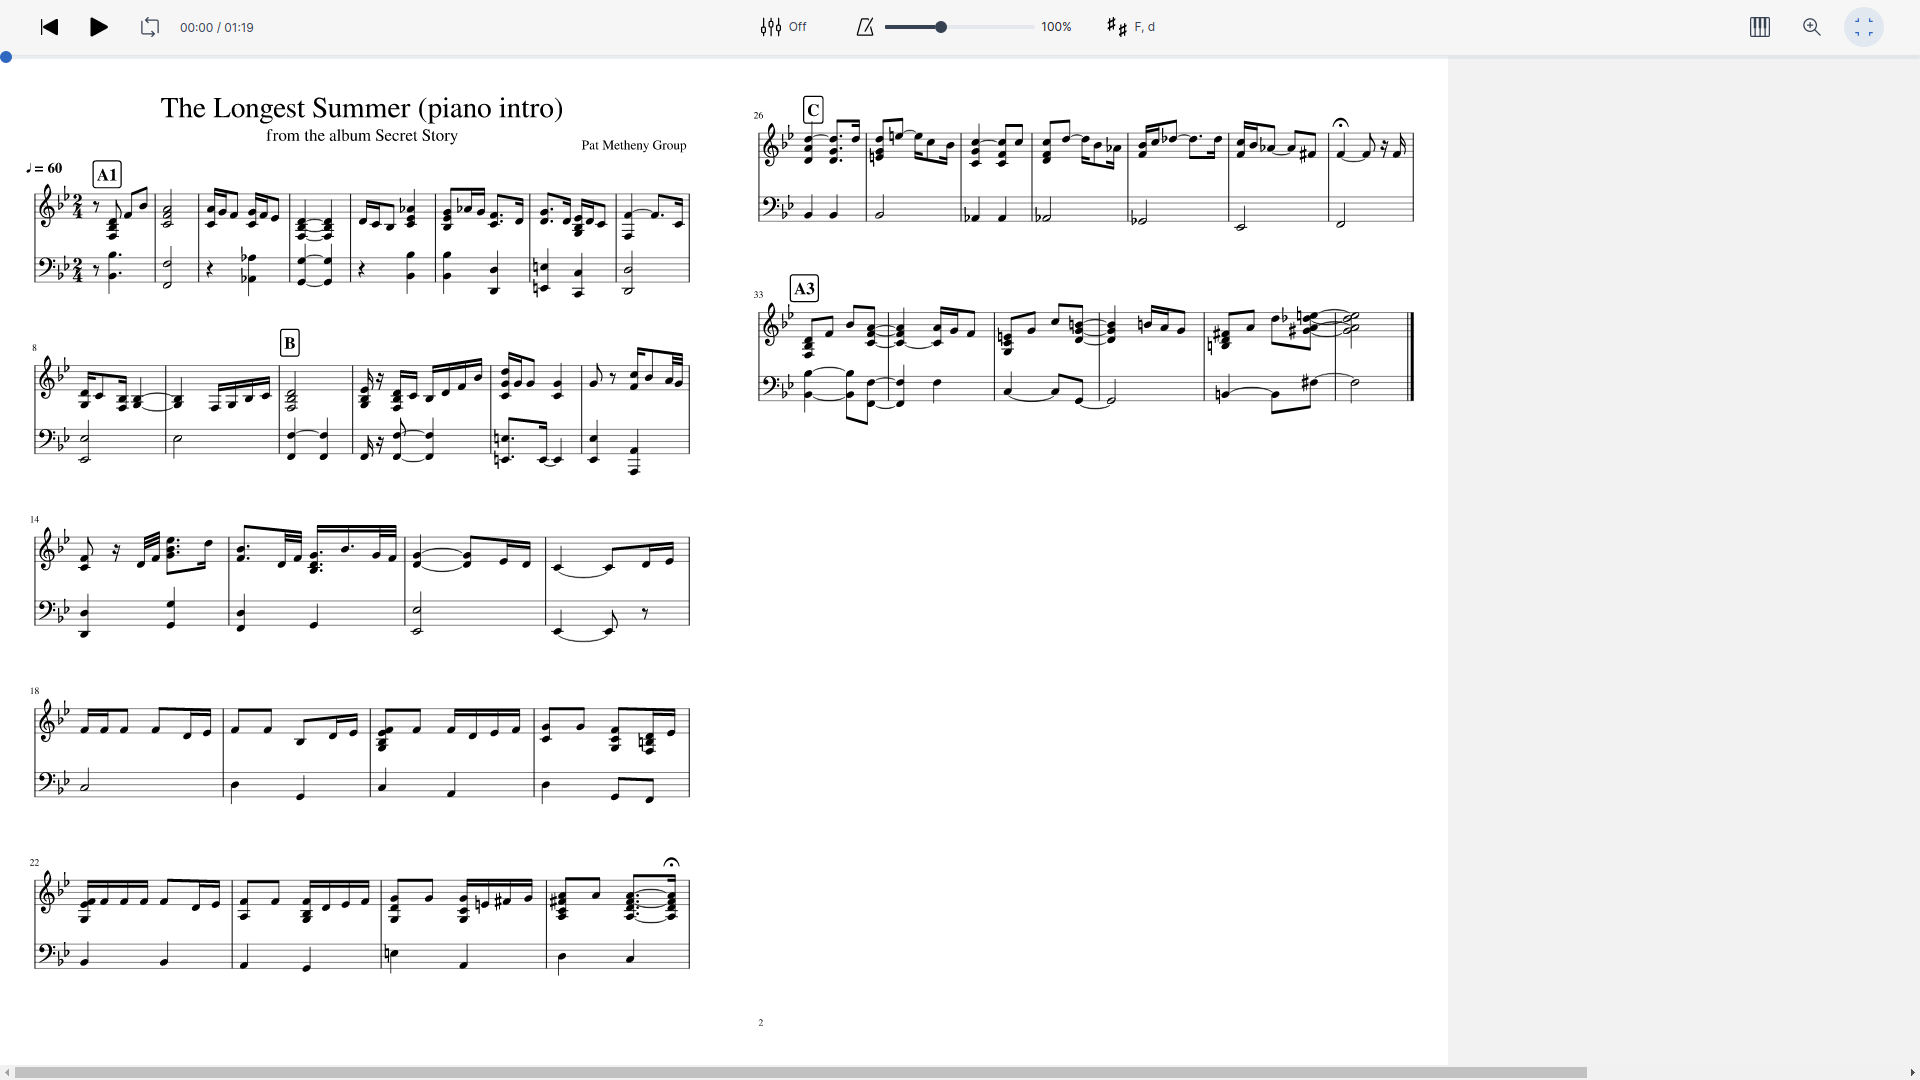 00:00 / 01:19
Off
100%
F, d
The Longest Summer (piano intro)
from the album Secret Story
Pat Metheny Group
♩ = 60
A1
8
B
14
18
22
26
C
33
A3
2